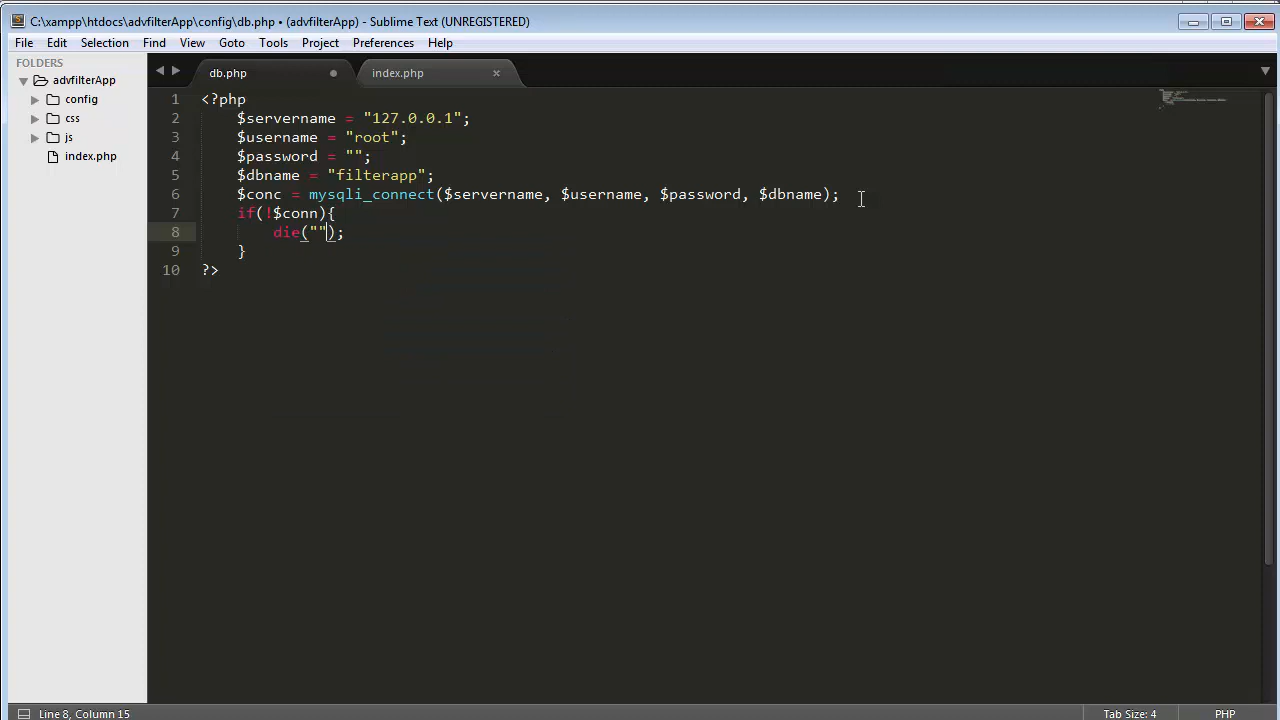 C:\xampp\htdocs\advfilterApp\config\db.php • (advfilterApp) - Sublime Text (UNREGISTERED)
File Edit Selection Find View Goto Tools Project Preferences Help
FOLDERS
advfilterApp
config
css
js
index.php
db.php index.php
1 <?php
2 $servername = "127.0.0.1";
3 $username = "root";
4 $password = "";
5 $dbname = "filterapp";
6 $conc = mysqli_connect($servername, $username, $password, $dbname);
7 if(!$conn){
8 die("");
9 }
10 ?>
Line 8, Column 15 Tab Size: 4 PHP